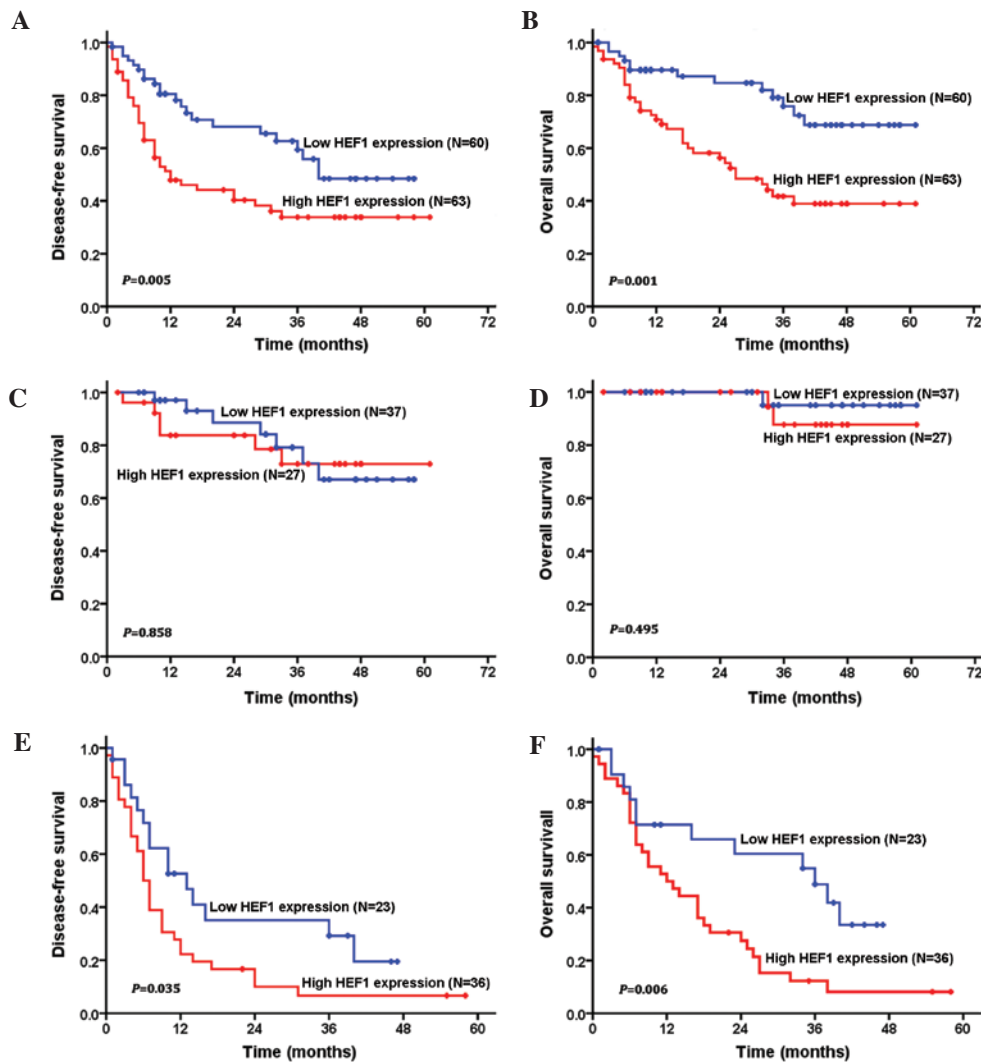 A
Disease-free survival
1.0
0.8
0.6
0.4
0.2
0.0
Low HEF1 expression (N=60)
High HEF1 expression (N=63)
P=0.005
0 12 24 36 48 60 72
Time (months)
B
Overall survival
1.0
0.8
0.6
0.4
0.2
0.0
Low HEF1 expression (N=60)
High HEF1 expression (N=63)
P=0.001
0 12 24 36 48 60 72
Time (months)
C
Disease-free survival
1.0
0.8
0.6
0.4
0.2
0.0
Low HEF1 expression (N=37)
High HEF1 expression (N=27)
P=0.858
0 12 24 36 48 60 72
Time (months)
D
Overall survival
1.0
0.8
0.6
0.4
0.2
0.0
Low HEF1 expression (N=37)
High HEF1 expression (N=27)
P=0.495
0 12 24 36 48 60 72
Time (months)
E
Disease-free survival
1.0
0.8
0.6
0.4
0.2
0.0
Low HEF1 expression (N=23)
High HEF1 expression (N=36)
P=0.035
0 12 24 36 48 60
Time (months)
F
Overall survivall
1.0
0.8
0.6
0.4
0.2
0.0
Low HEF1 expression (N=23)
High HEF1 expression (N=36)
P=0.006
0 12 24 36 48 60
Time (months)